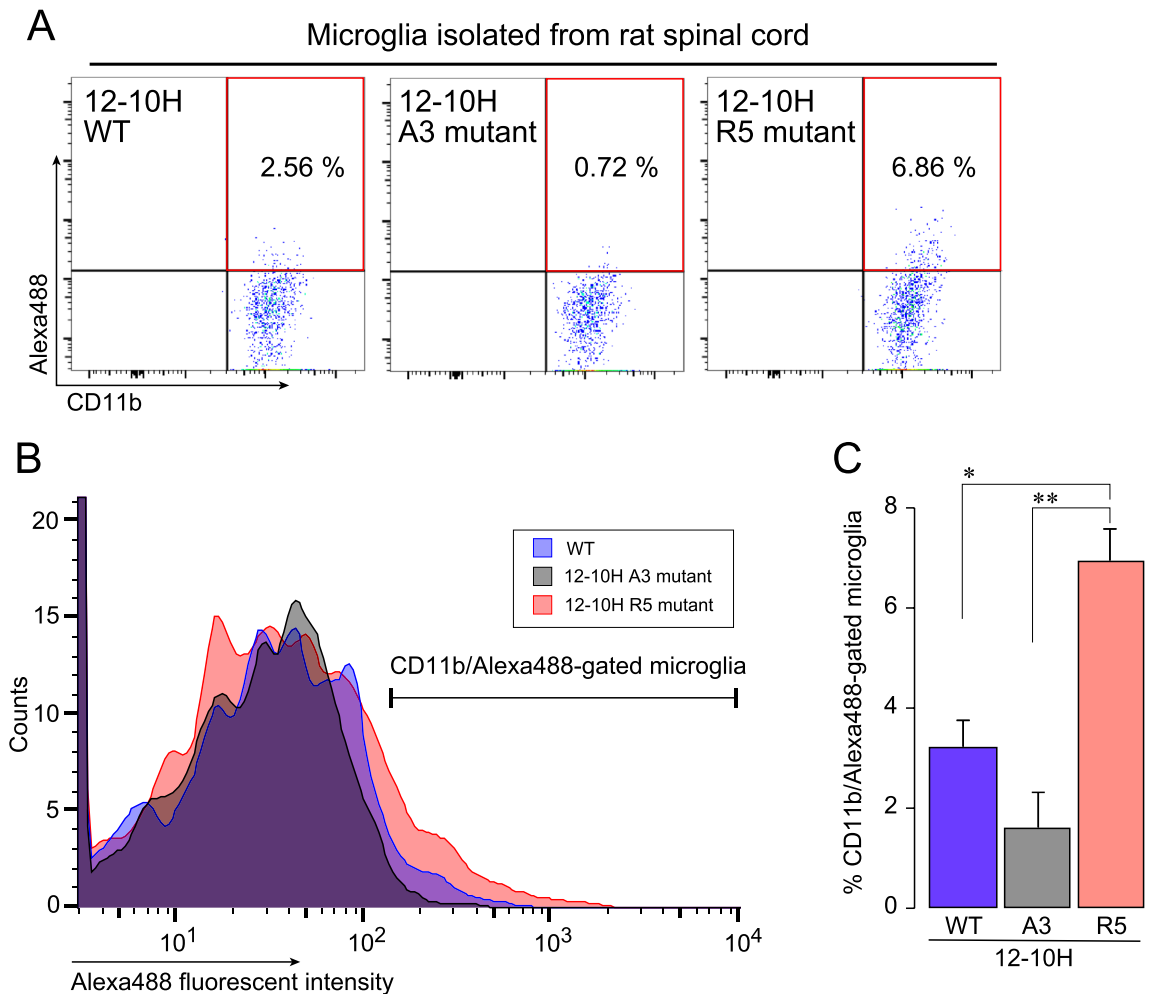 A
Microglia isolated from rat spinal cord
12-10H
WT
2.56 %
12-10H
A3 mutant
0.72 %
12-10H
R5 mutant
6.86 %
Alexa488
CD11b
B
Counts
20
15
10
5
0
WT
12-10H A3 mutant
12-10H R5 mutant
CD11b/Alexa488-gated microglia
10¹
10²
10³
10⁴
Alexa488 fluorescent intensity
C
% CD11b/Alexa488-gated microglia
8
6
4
2
0
*
**
WT
A3
R5
12-10H